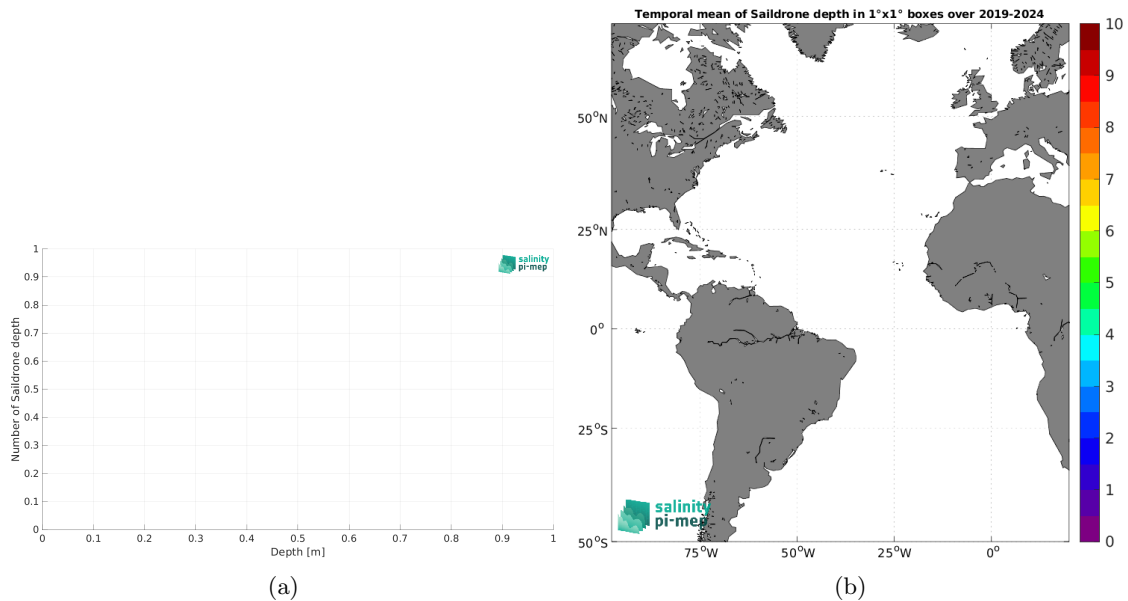 Temporal mean of Saildrone depth in 1°x1° boxes over 2019-2024
10
9
8
7
6
5
4
3
2
1
0
50°N
25°N
0°
25°S
50°S
75°W
50°W
25°W
0°
salinity
pi-mep
1
0.9
0.8
0.7
0.6
0.5
0.4
0.3
0.2
0.1
0
Number of Saildrone depth
0
0.1
0.2
0.3
0.4
0.5
0.6
0.7
0.8
0.9
1
Depth [m]
salinity
pi-mep
(a)
(b)